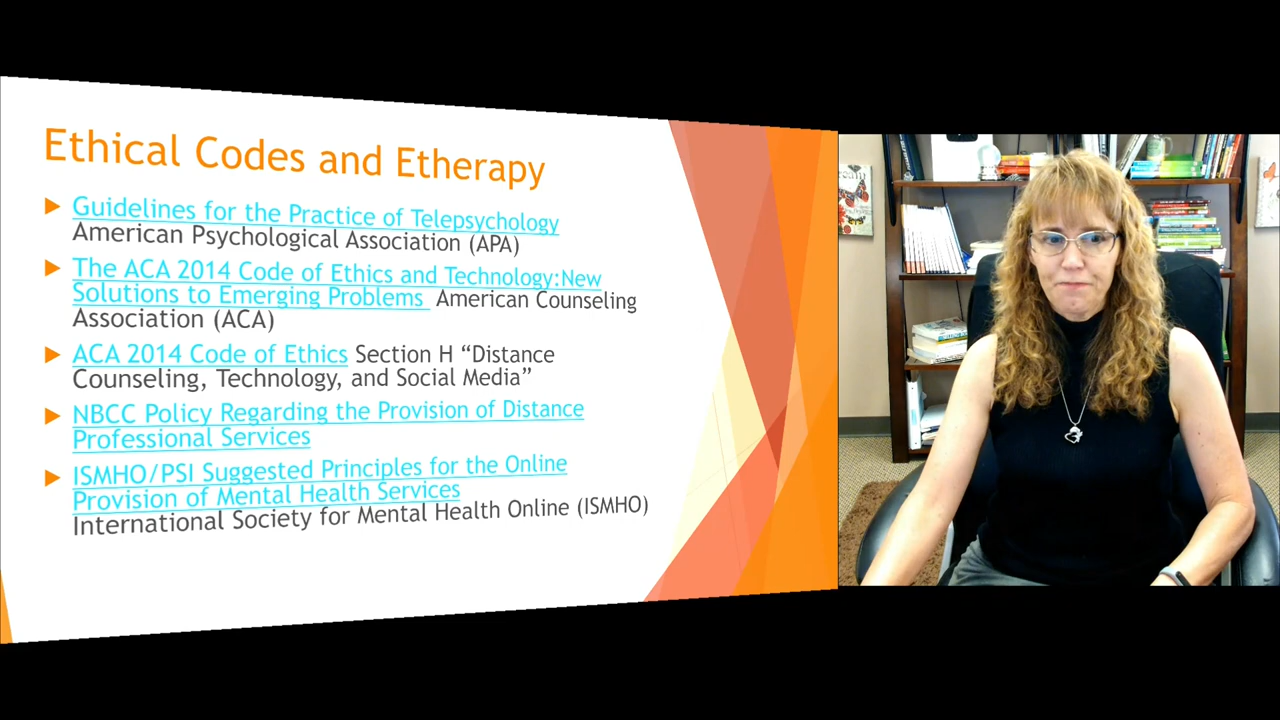 Ethical Codes and Etherapy
Guidelines for the Practice of Telepsychology
American Psychological Association (APA)
The ACA 2014 Code of Ethics and Technology:New
Solutions to Emerging Problems American Counseling
Association (ACA)
ACA 2014 Code of Ethics Section H “Distance
Counseling, Technology, and Social Media”
NBCC Policy Regarding the Provision of Distance
Professional Services
ISMHO/PSI Suggested Principles for the Online
Provision of Mental Health Services
International Society for Mental Health Online (ISMHO)